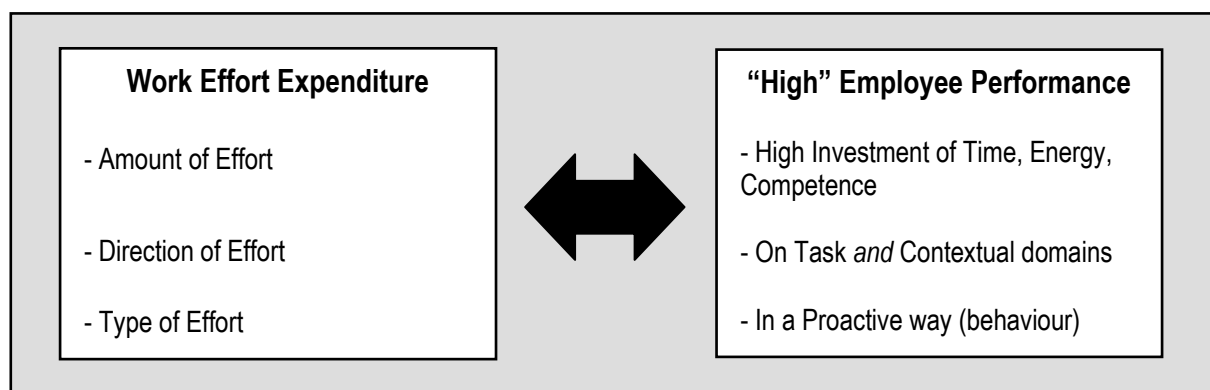 Work Effort Expenditure
- Amount of Effort
- Direction of Effort
- Type of Effort
“High” Employee Performance
- High Investment of Time, Energy,
Competence
- On Task and Contextual domains
- In a Proactive way (behaviour)